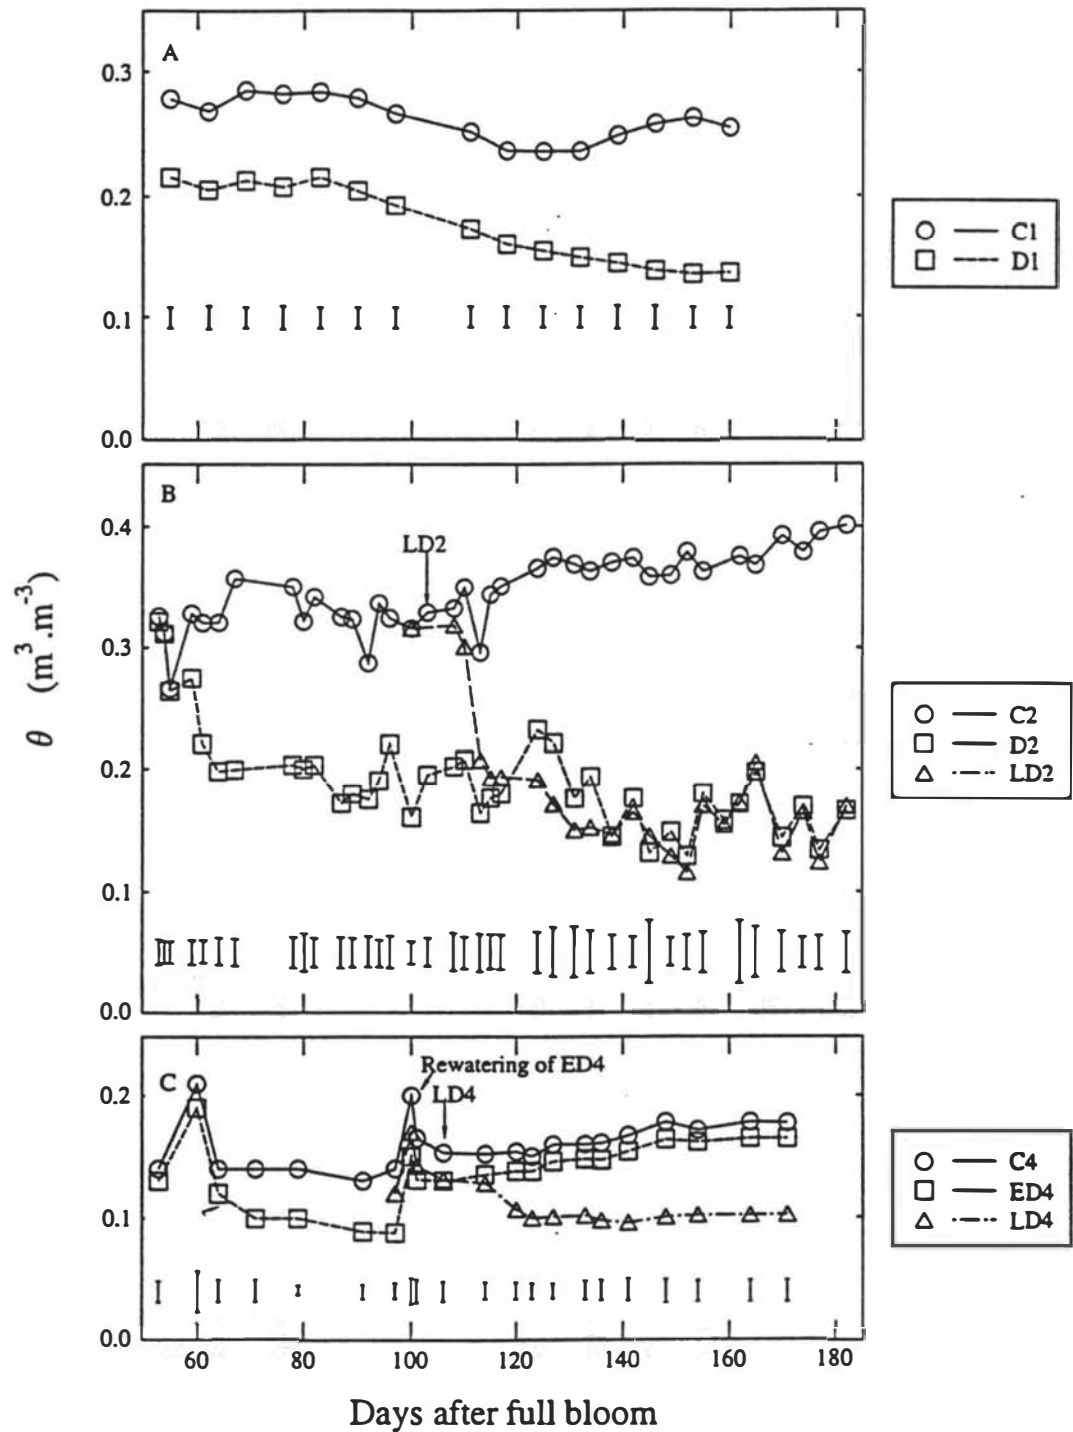 A
0.3
0.2
0.1
0.0
C1
D1
B
LD2
0.4
0.3
0.2
0.1
0.0
C2
D2
LD2
θ (m³.m⁻³)
C
Rewatering of ED4
LD4
0.2
0.1
0.0
C4
ED4
LD4
60 80 100 120 140 160 180
Days after full bloom